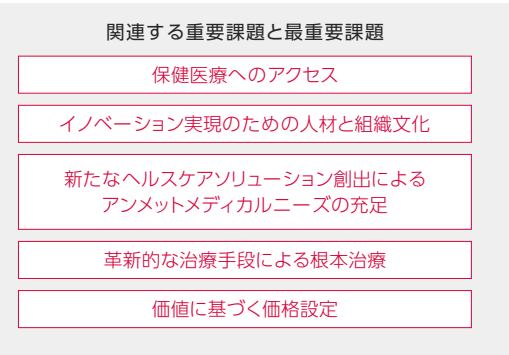 関連する重要課題と最重要課題
保健医療へのアクセス
イノベーション実現のための人材と組織文化
新たなヘルスケアソリューション創出による
アンメットメディカルニーズの充足
革新的な治療手段による根本治療
価値に基づく価格設定